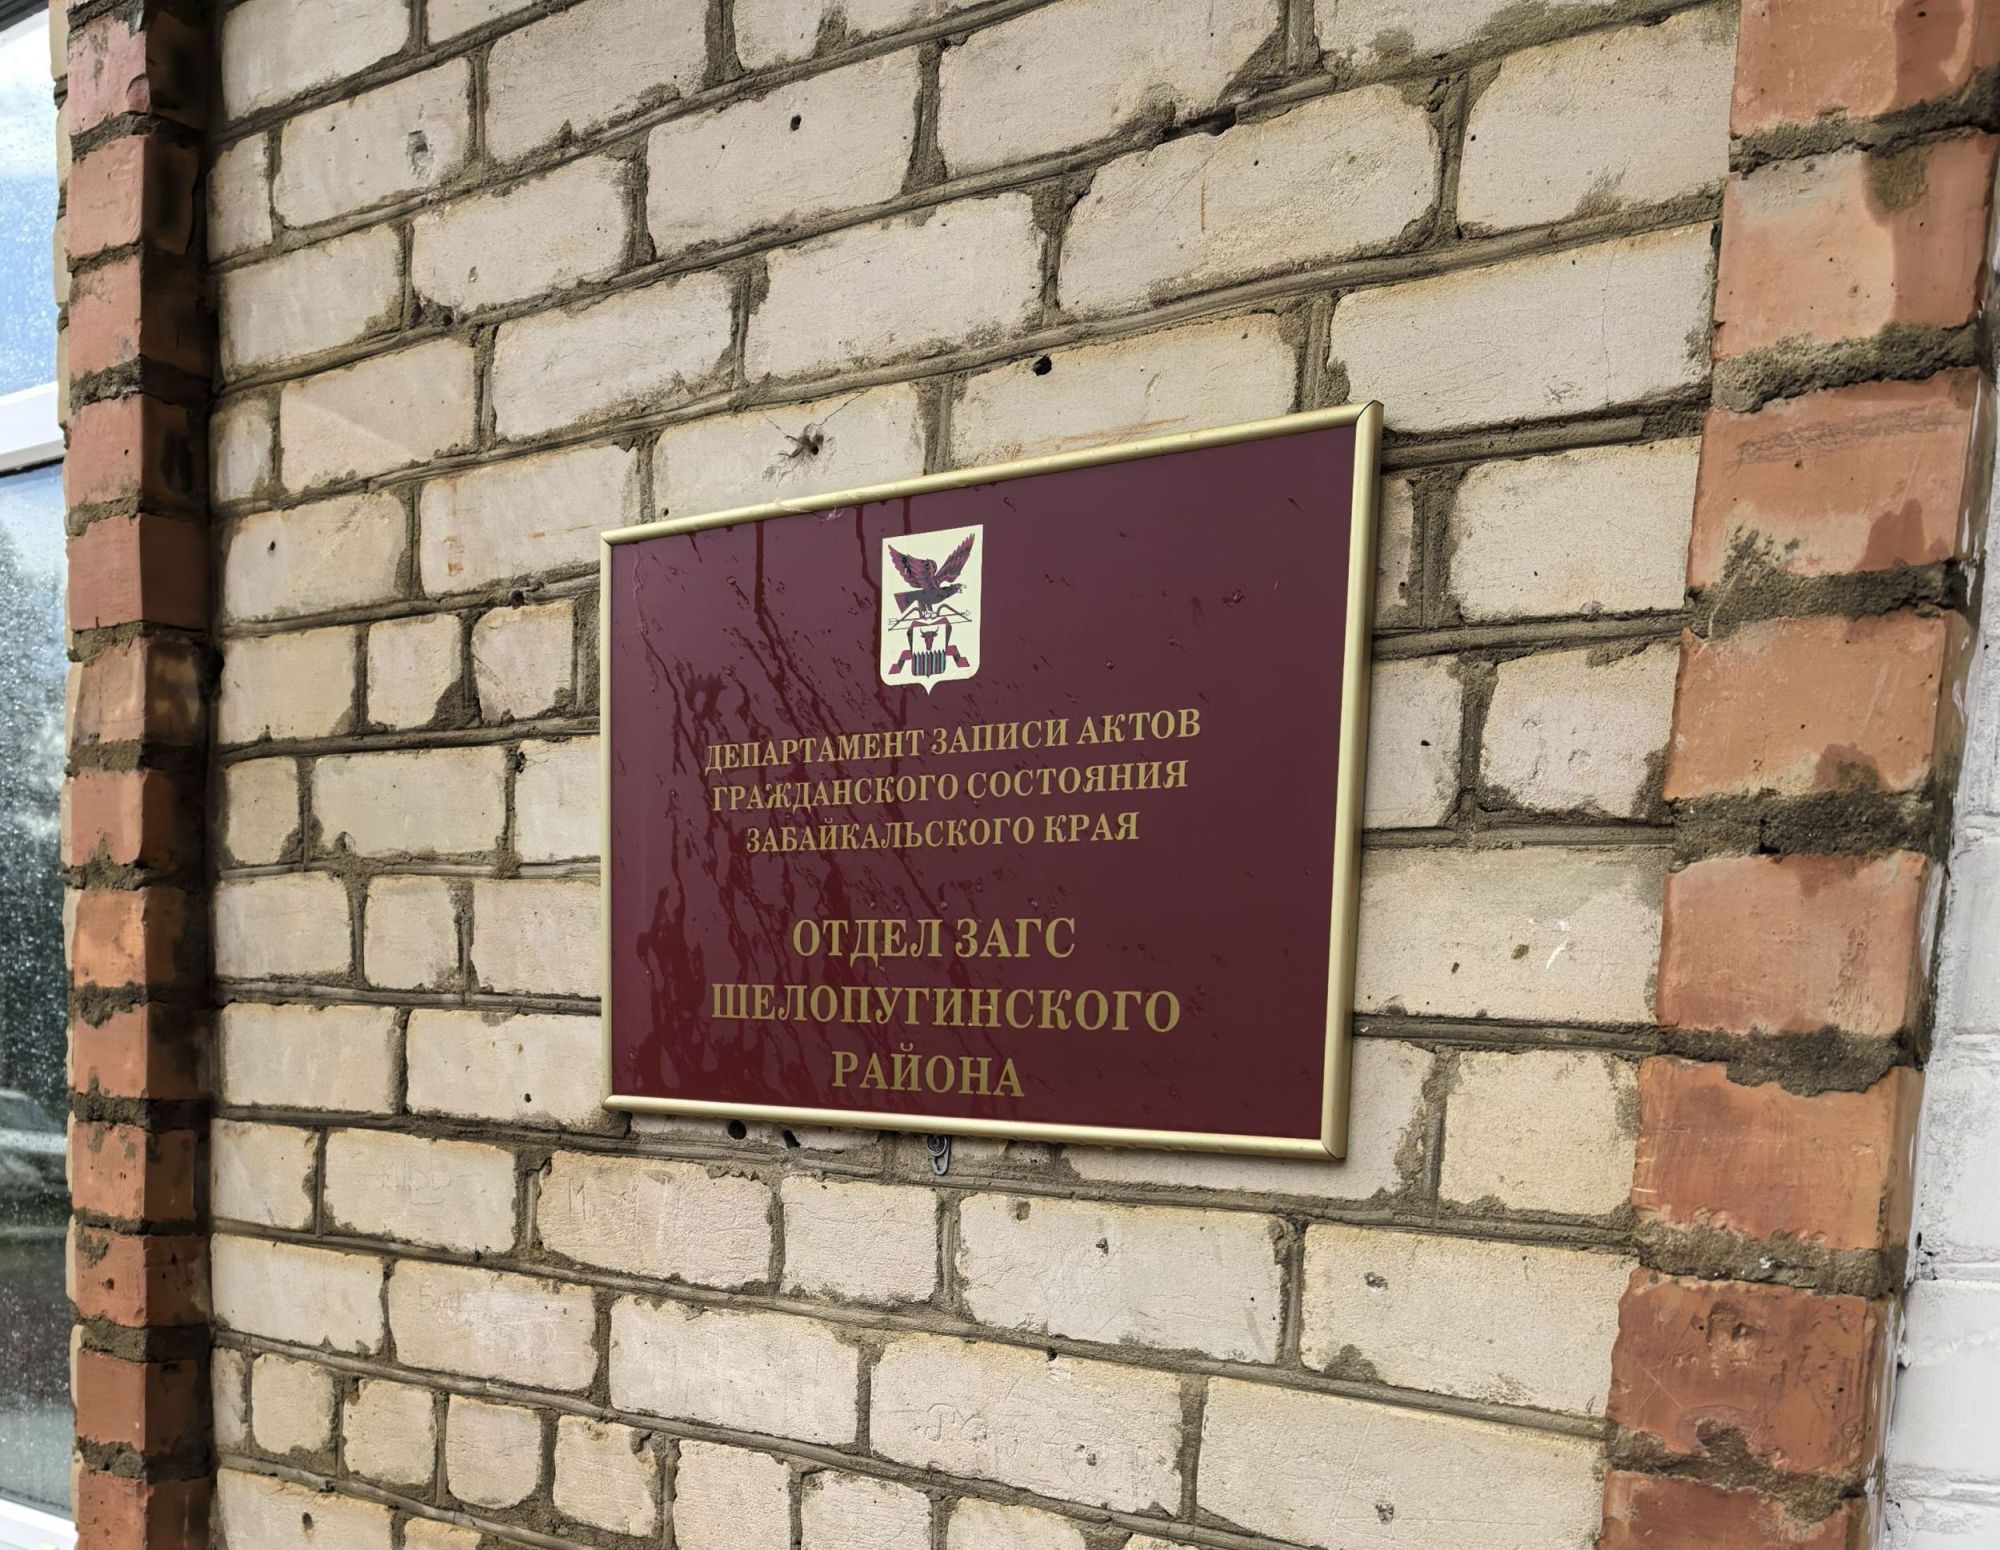 ДЕПАРТАМЕНТ ЗАПИСИ АКТОВ
ГРАЖДАНСКОГО СОСТОЯНИЯ
ЗАБАЙКАЛЬСКОГО КРАЯ
ОТДЕЛ ЗАГС
ШЕЛОПУГИНСКОГО
РАЙОНА